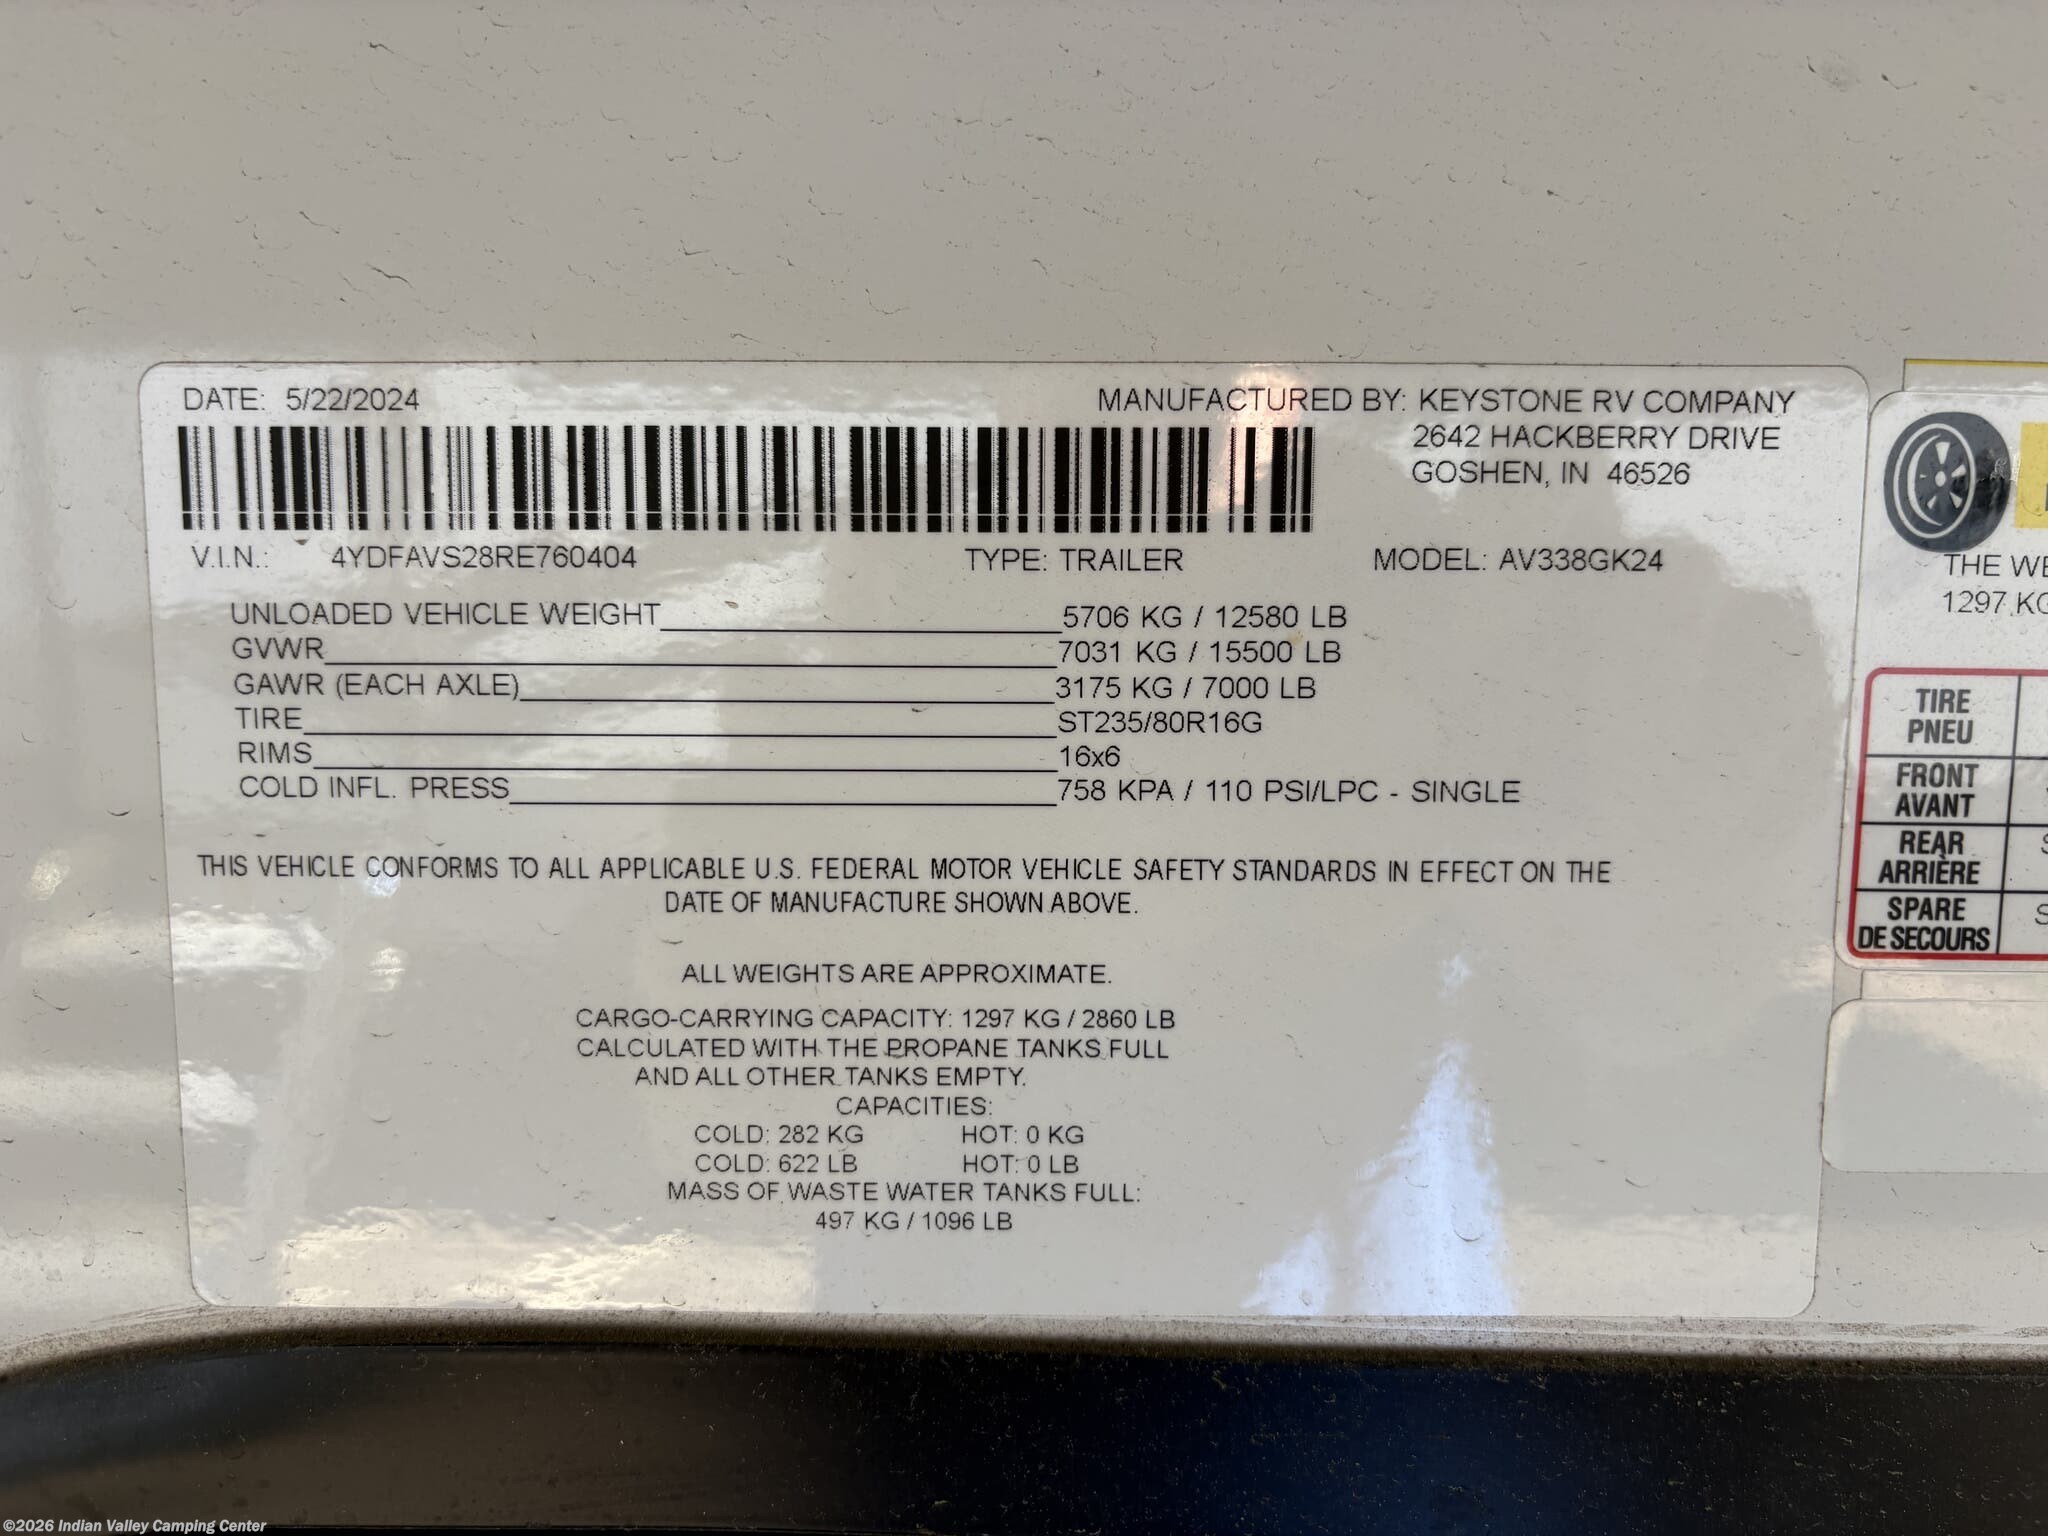 DATE: 5/22/2024
MANUFACTURED BY: KEYSTONE RV COMPANY
2642 HACKBERRY DRIVE
GOSHEN, IN 46526
V.I.N.: 4YDFAVS28RE760404 TYPE: TRAILER MODEL: AV338GK24
UNLOADED VEHICLE WEIGHT 5706 KG / 12580 LB
GVWR 7031 KG / 15500 LB
GAWR (EACH AXLE) 3175 KG / 7000 LB
TIRE ST235/80R16G
RIMS 16x6
COLD INFL. PRESS 758 KPA / 110 PSI/LPC - SINGLE
THIS VEHICLE CONFORMS TO ALL APPLICABLE U.S. FEDERAL MOTOR VEHICLE SAFETY STANDARDS IN EFFECT ON THE
DATE OF MANUFACTURE SHOWN ABOVE.
ALL WEIGHTS ARE APPROXIMATE.
CARGO-CARRYING CAPACITY: 1297 KG / 2860 LB
CALCULATED WITH THE PROPANE TANKS FULL
AND ALL OTHER TANKS EMPTY.
CAPACITIES:
COLD: 282 KG HOT: 0 KG
COLD: 622 LB HOT: 0 LB
MASS OF WASTE WATER TANKS FULL:
497 KG / 1096 LB
THE
1297 KG
TIRE
PNEU
FRONT
AVANT
REAR
ARRIÈRE
SPARE
DE SECOURS
©2026 Indian Valley Camping Center